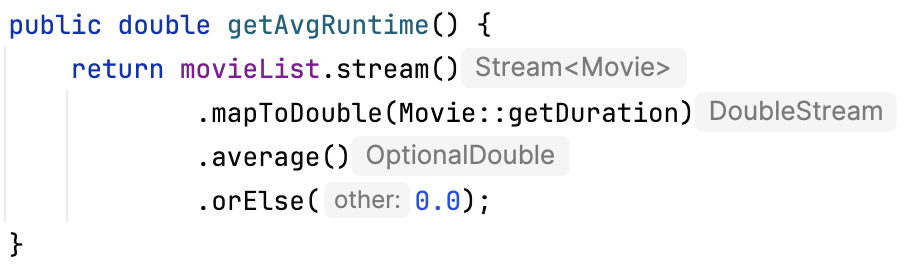 public double getAvgRuntime() {
return movieList.stream() Stream<Movie>
.mapToDouble(Movie::getDuration) DoubleStream
.average() OptionalDouble
.orElse( other: 0.0);
}